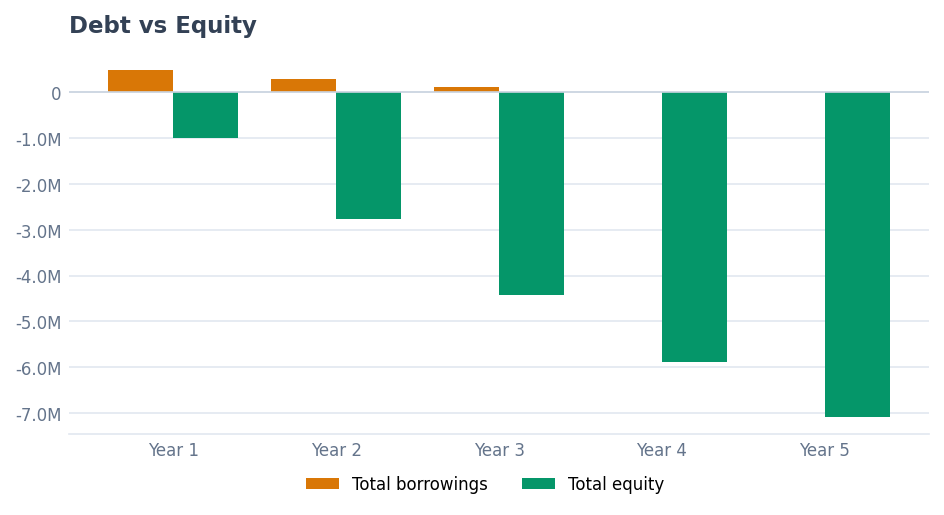 Debt vs Equity
0
-1.0M
-2.0M
-3.0M
-4.0M
-5.0M
-6.0M
-7.0M
Year 1 Year 2 Year 3 Year 4 Year 5
Total borrowings Total equity